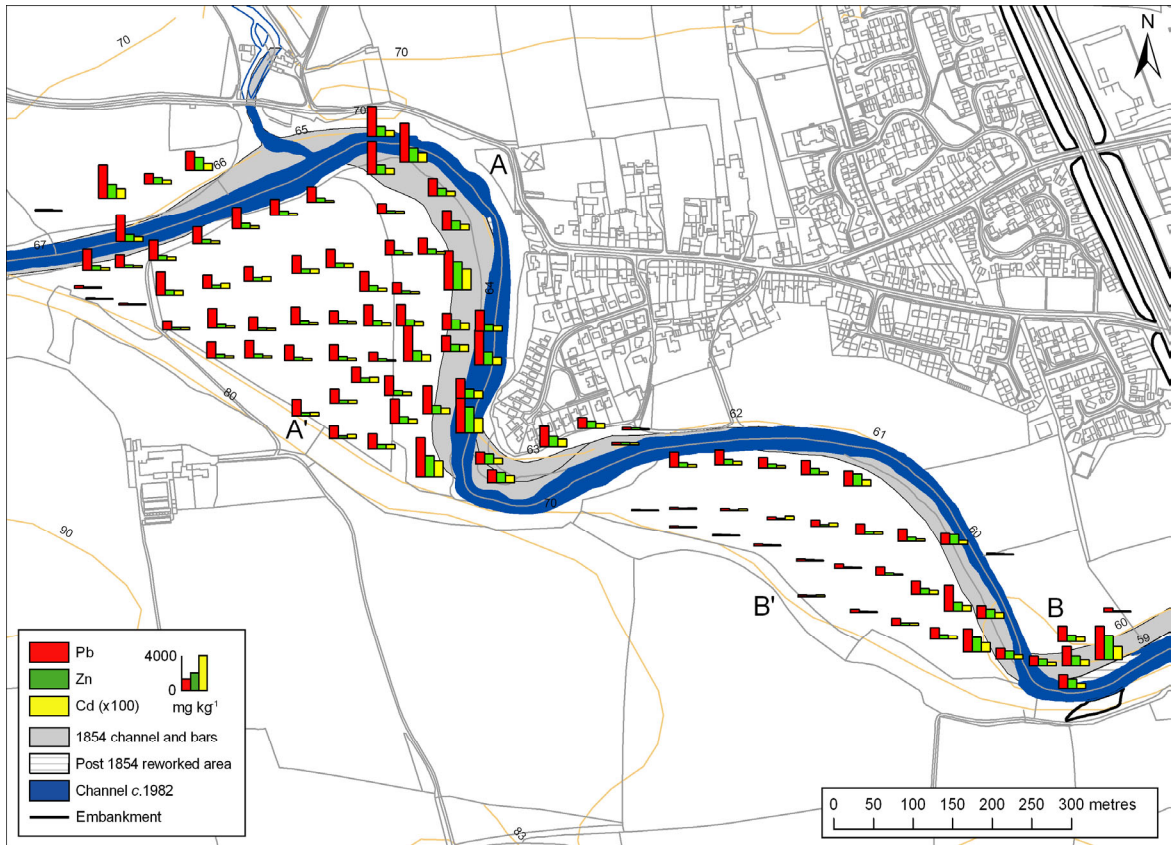 70
70
N
70
65
A
66
67
64
80
A'
62
63
61
70
90
60
B'
B
60
59
Pb
Zn
Cd (x100)
4000
0
mg kg⁻¹
1854 channel and bars
Post 1854 reworked area
Channel c.1982
Embankment
0 50 100 150 200 250 300 metres
83